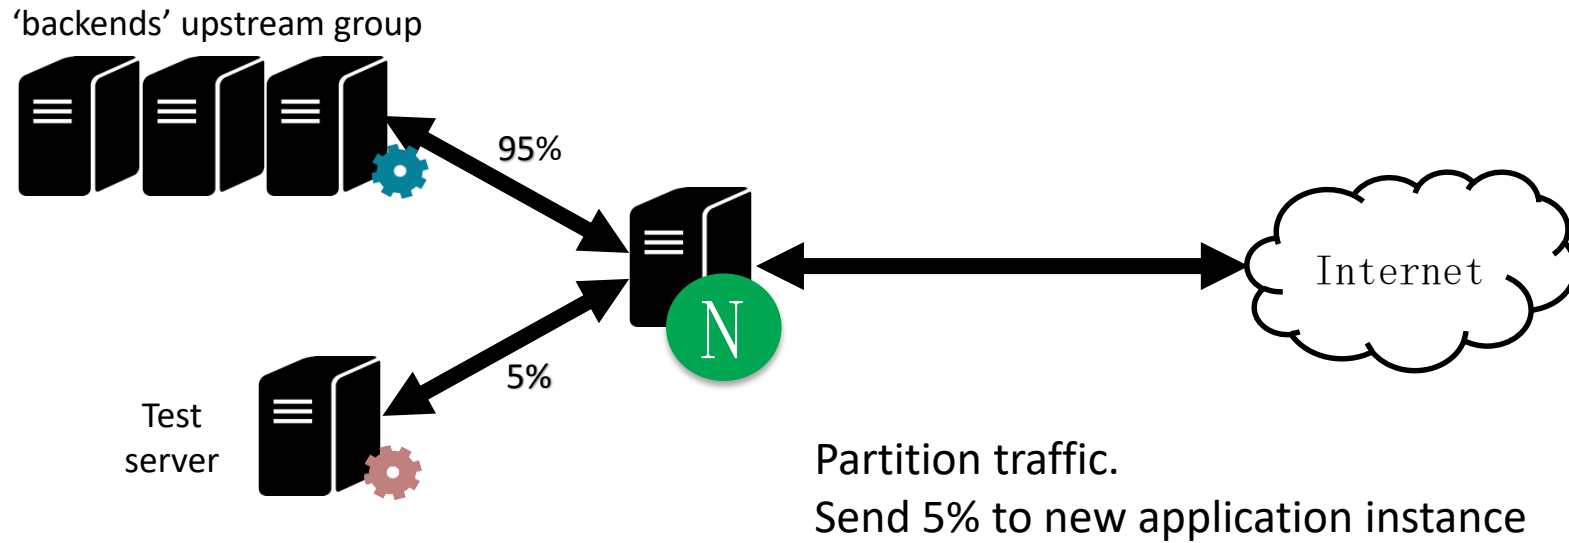 ‘backends’ upstream group
95%
Internet
N
5%
Test
server
Partition traffic.
Send 5% to new application instance